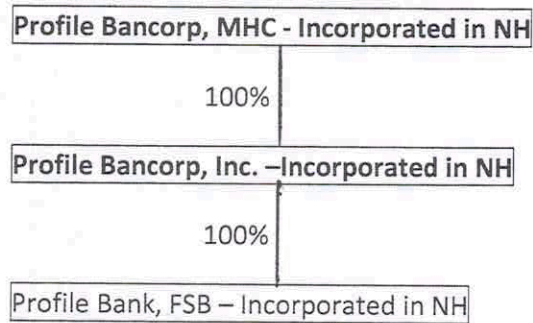 Profile Bancorp, MHC - Incorporated in NH
100%
Profile Bancorp, Inc. –Incorporated in NH
100%
Profile Bank, FSB – Incorporated in NH